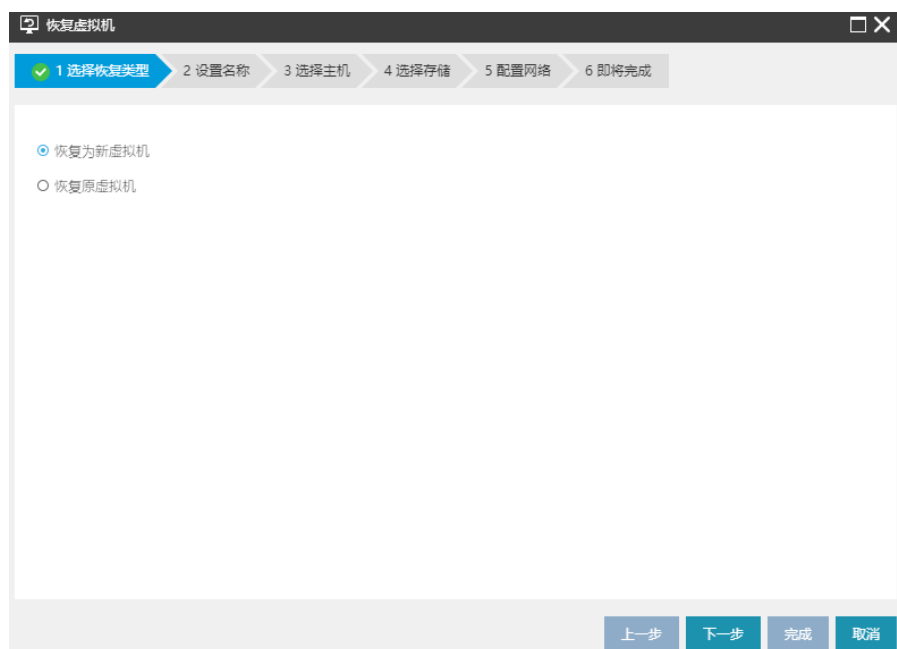 恢复虚拟机
1 选择恢复类型 2 设置名称 3 选择主机 4 选择存储 5 配置网络 6 即将完成
恢复为新虚拟机
恢复原虚拟机
上一步 下一步 完成 取消